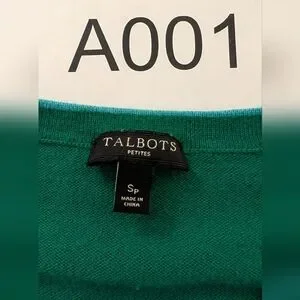 A001
TALBOTS
PETITES
SP
MADE IN
CHINA